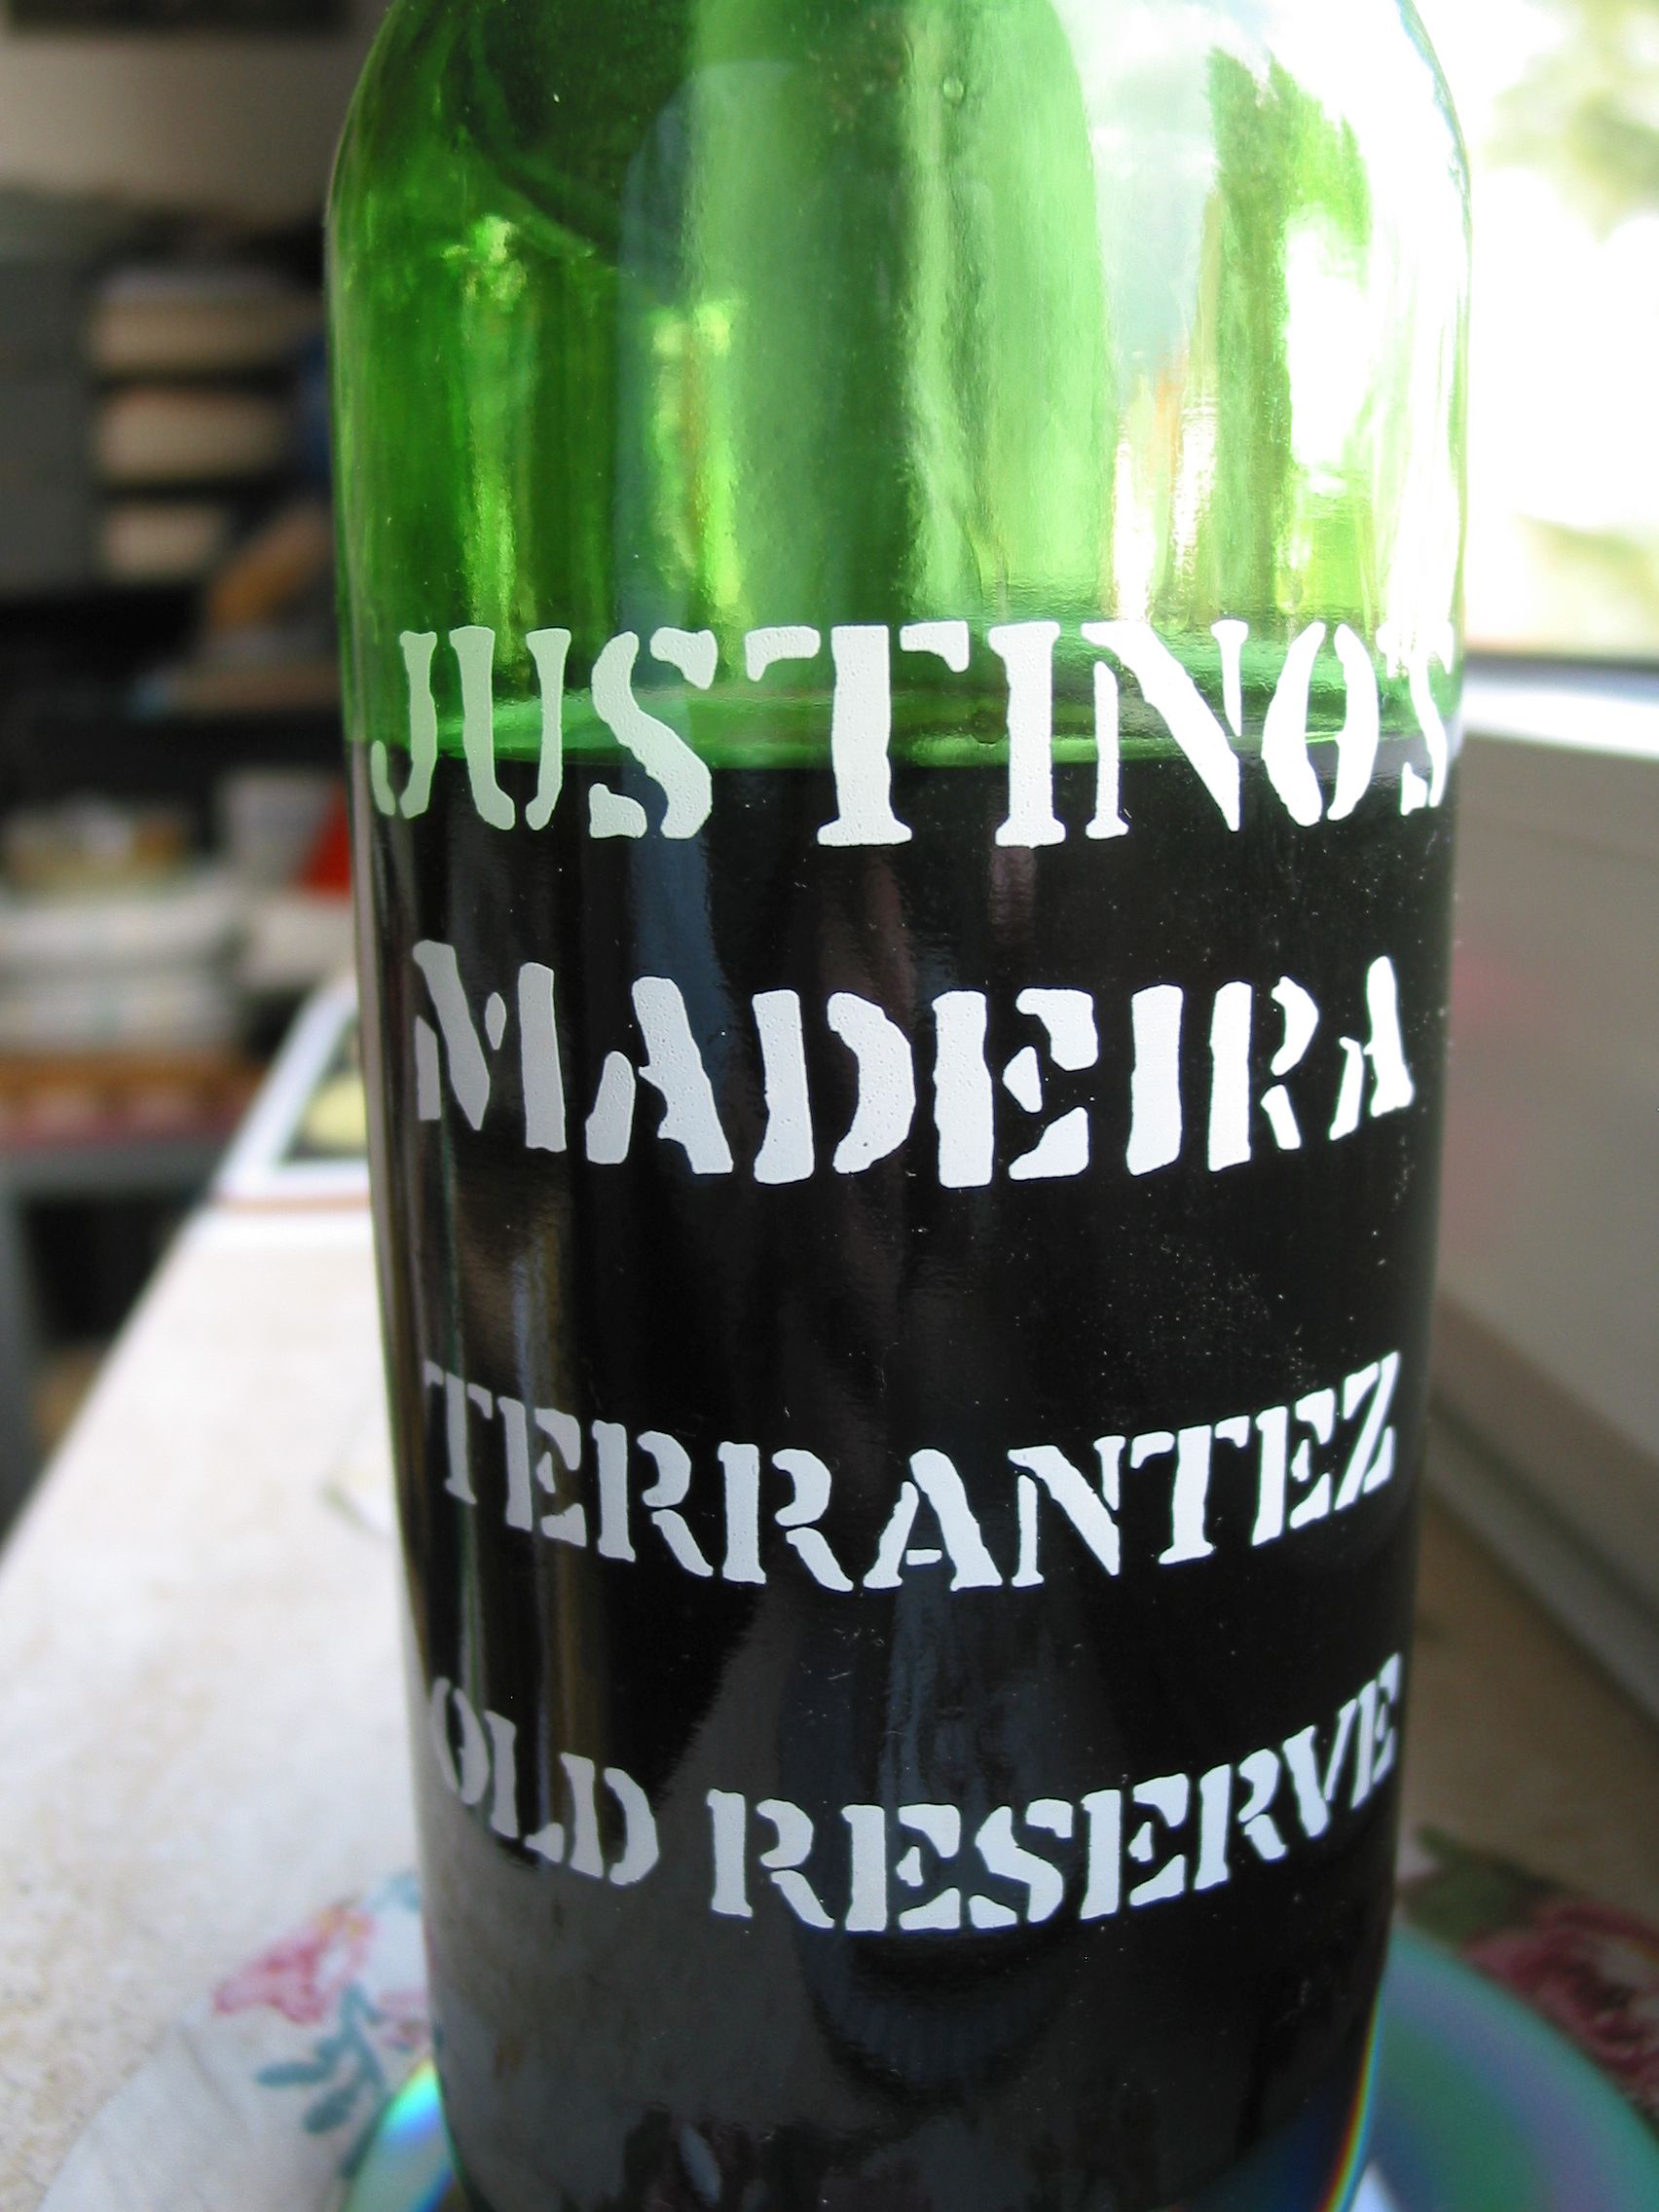 JUSTINO'S
MADEIRA
TERRANTEZ
OLD RESERVE